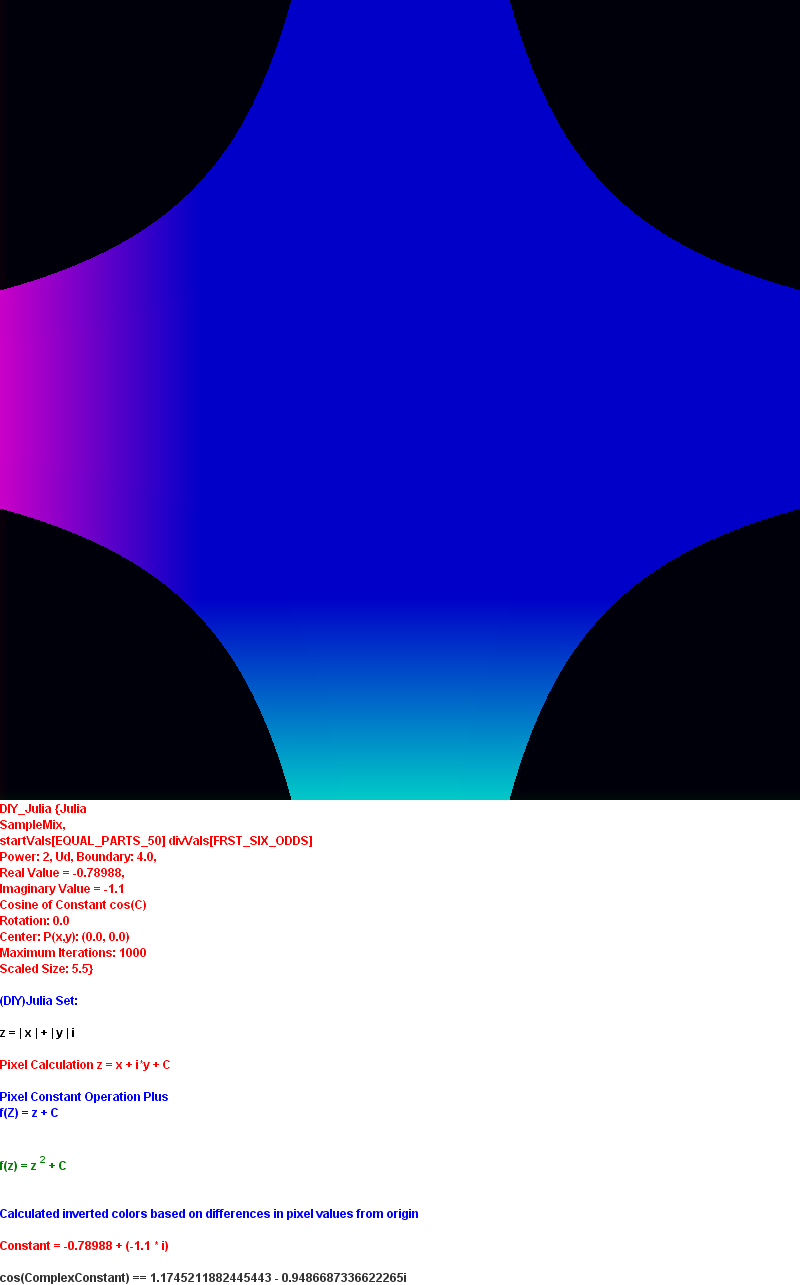 DIY_Julia {Julia
SampleMix,
startVals[EQUAL_PARTS_50] divVals[FRST_SIX_ODDS]
Power: 2, Ud, Boundary: 4.0,
Real Value = -0.78988,
Imaginary Value = -1.1
Cosine of Constant cos(C)
Rotation: 0.0
Center: P(x,y): (0.0, 0.0)
Maximum Iterations: 1000
Scaled Size: 5.5}
(DIY)Julia Set:
z = | x | + | y | i
Pixel Calculation z = x + i*y + C
Pixel Constant Operation Plus
f(Z) = z + C
f(z) = z 2 + C
Calculated inverted colors based on differences in pixel values from origin
Constant = -0.78988 + (-1.1 * i)
cos(ComplexConstant) == 1.1745211882445443 - 0.9486687336622265i